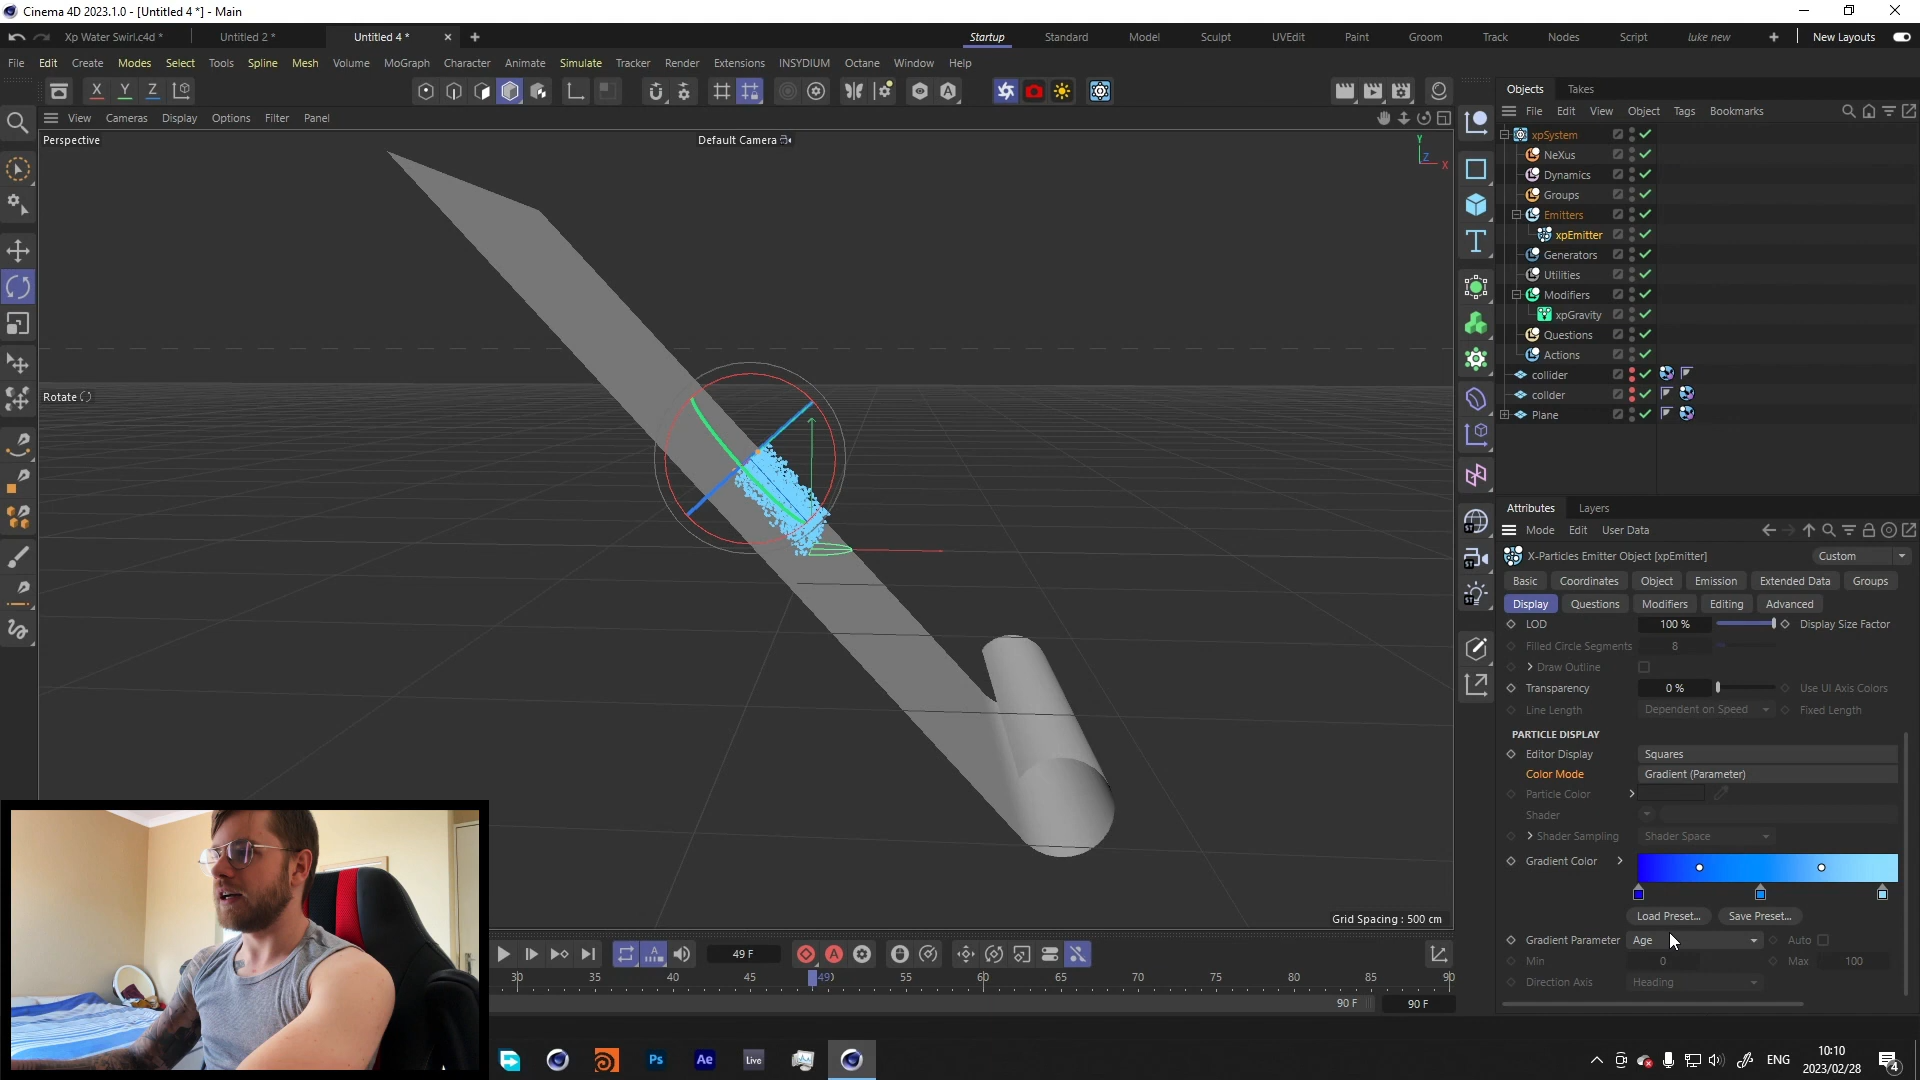 Cinema 4D 2023.1.0 - [Untitled 4 *] - Main
Xp Water Swirl.c4d * Untitled 2 * Untitled 4 * Startup Standard Model Sculpt UVEdit Paint Groom Track Nodes Script luke new New Layouts
File Edit Create Modes Select Tools Spline Mesh Volume MoGraph Character Animate Simulate Tracker Render Extensions INSYDIUM Octane Window Help
X Y Z
Objects Takes
View Cameras Display Options Filter Panel
File Edit View Object Tags Bookmarks
Perspective Default Camera
Y
Z X
xpSystem
NeXus
Dynamics
Groups
Emitters
xpEmitter
Generators
Utilities
Modifiers
xpGravity
Questions
Actions
collider
collder
Plane
Rotate
Attributes Layers
Mode Edit User Data
X-Particles Emitter Object [xpEmitter] Custom
Basic Coordinates Object Emission Extended Data Groups
Display Questions Modifiers Editing Advanced
LOD 100 % Display Size Factor
Filled Circle Segments 8
Draw Outline
Transparency 0 % Use UI Axis Colors
Line Length Dependent on Speed Fixed Length
PARTICLE DISPLAY
Editor Display Squares
Color Mode Gradient (Parameter)
Particle Color
Shader
Shader Sampling Shader Space
Gradient Color
Load Preset... Save Preset...
Gradient Parameter Age Auto
Min 0 Max 100
Direction Axis Heading
Grid Spacing : 500 cm
49 F
30 35 40 45 49 55 60 65 70 75 80 85 90
90 F 90 F
Ps Ae Live
ENG
10:10
2023/02/28
4